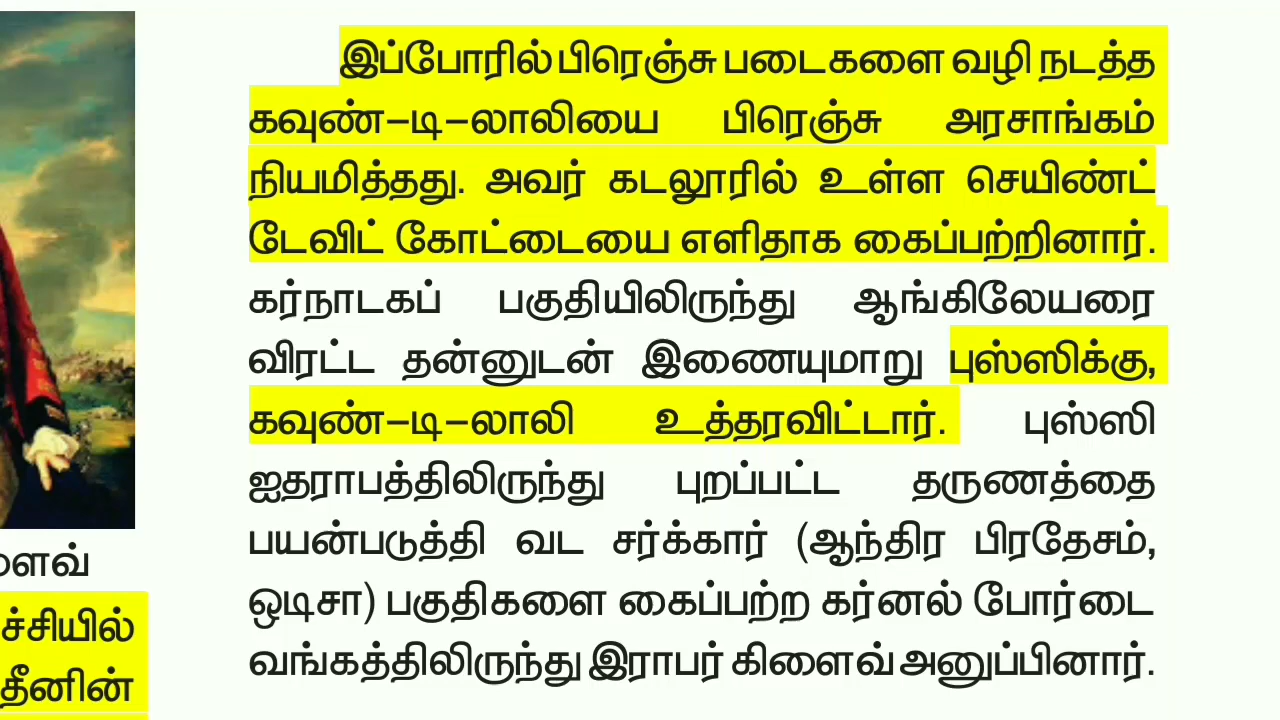 இப்போரில் பிரெஞ்சு படைகளை வழி நடத்த
கவுண்–டி–லாலியை பிரெஞ்சு அரசாங்கம்
நியமித்தது. அவர் கடலூரில் உள்ள செயிண்ட்
டேவிட் கோட்டையை எளிதாக கைப்பற்றினார்.
கர்நாடகப் பகுதியிலிருந்து ஆங்கிலேயரை
விரட்ட தன்னுடன் இணையுமாறு புஸ்ஸிக்கு,
கவுண்–டி–லாலி உத்தரவிட்டார். புஸ்ஸி
ஐதராபத்திலிருந்து புறப்பட்ட தருணத்தை
பயன்படுத்தி வட சர்க்கார் (ஆந்திர பிரதேசம்,
ஒடிசா) பகுதிகளை கைப்பற்ற கர்னல் போர்டை
வங்கத்திலிருந்து இராபர் கிளைவ் அனுப்பினார்.